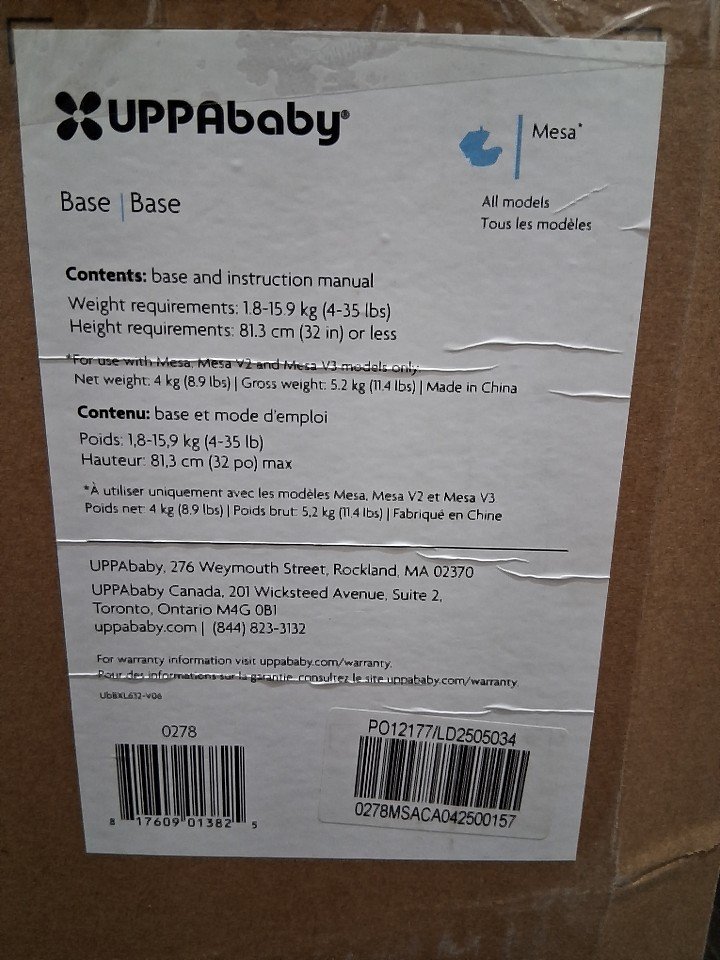 UPPAbaby®
Mesa*
Base | Base
All models
Tous les modèles
Contents: base and instruction manual
Weight requirements: 1.8-15.9 kg (4-35 lbs)
Height requirements: 81.3 cm (32 in) or less
*For use with Mesa, Mesa V2 and Mesa V3 models only.
Net weight: 4 kg (8.9 lbs) | Gross weight: 5.2 kg (11.4 lbs) | Made in China
Contenu: base et mode d'emploi
Poids: 1,8-15,9 kg (4-35 lb)
Hauteur: 81,3 cm (32 po) max
*À utiliser uniquement avec les modèles Mesa, Mesa V2 et Mesa V3
Poids net: 4 kg (8.9 lbs) | Poids brut: 5,2 kg (11.4 lbs) | Fabriqué en Chine
UPPAbaby, 276 Weymouth Street, Rockland, MA 02370
UPPAbaby Canada, 201 Wicksteed Avenue, Suite 2,
Toronto, Ontario M4G 0B1
uppababy.com | (844) 823-3132
For warranty information visit uppababy.com/warranty.
Pour des informations sur la garantie, consultez le site uppababy.com/warranty.
UbBXL632-V06
0278
8 17609 01382 5
PO12177/LD2505034
0278MSACA042500157